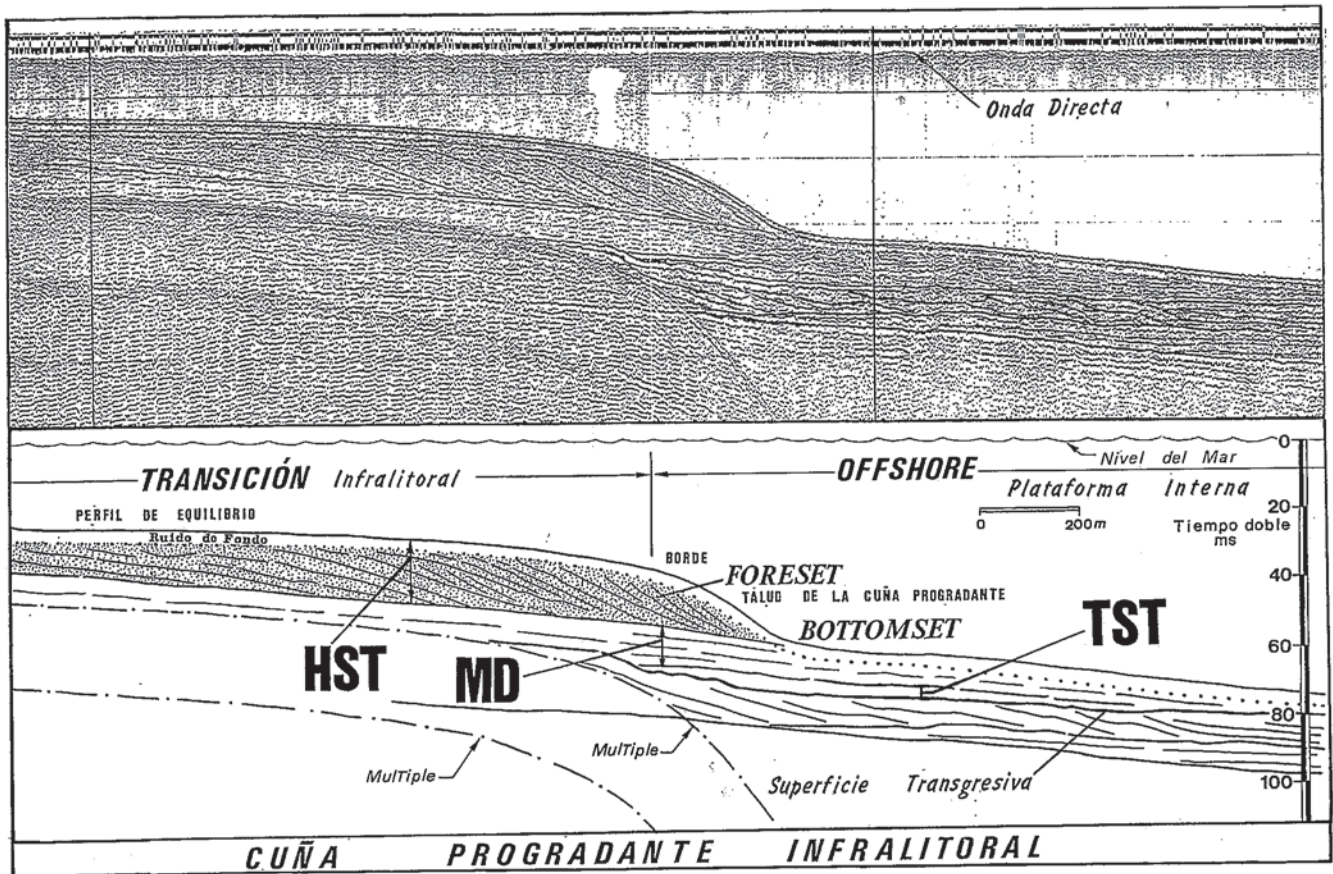 Onda Directa
0
Nivel del Mar
TRANSICIÓN Infralitoral
OFFSHORE
Plataforma Interna
0 200m
20
Tiempo doble
ms
PERFIL DE EQUILIBRIO
Ruido do Fondo
BORDE
40
FORESET
TALUD DE LA CUÑA PROGRADANTE
BOTTOMSET
TST
60
HST
MD
80
MulTiple
MulTiple
Superficie Transgresiva
100
CUÑA PROGRADANTE INFRALITORAL